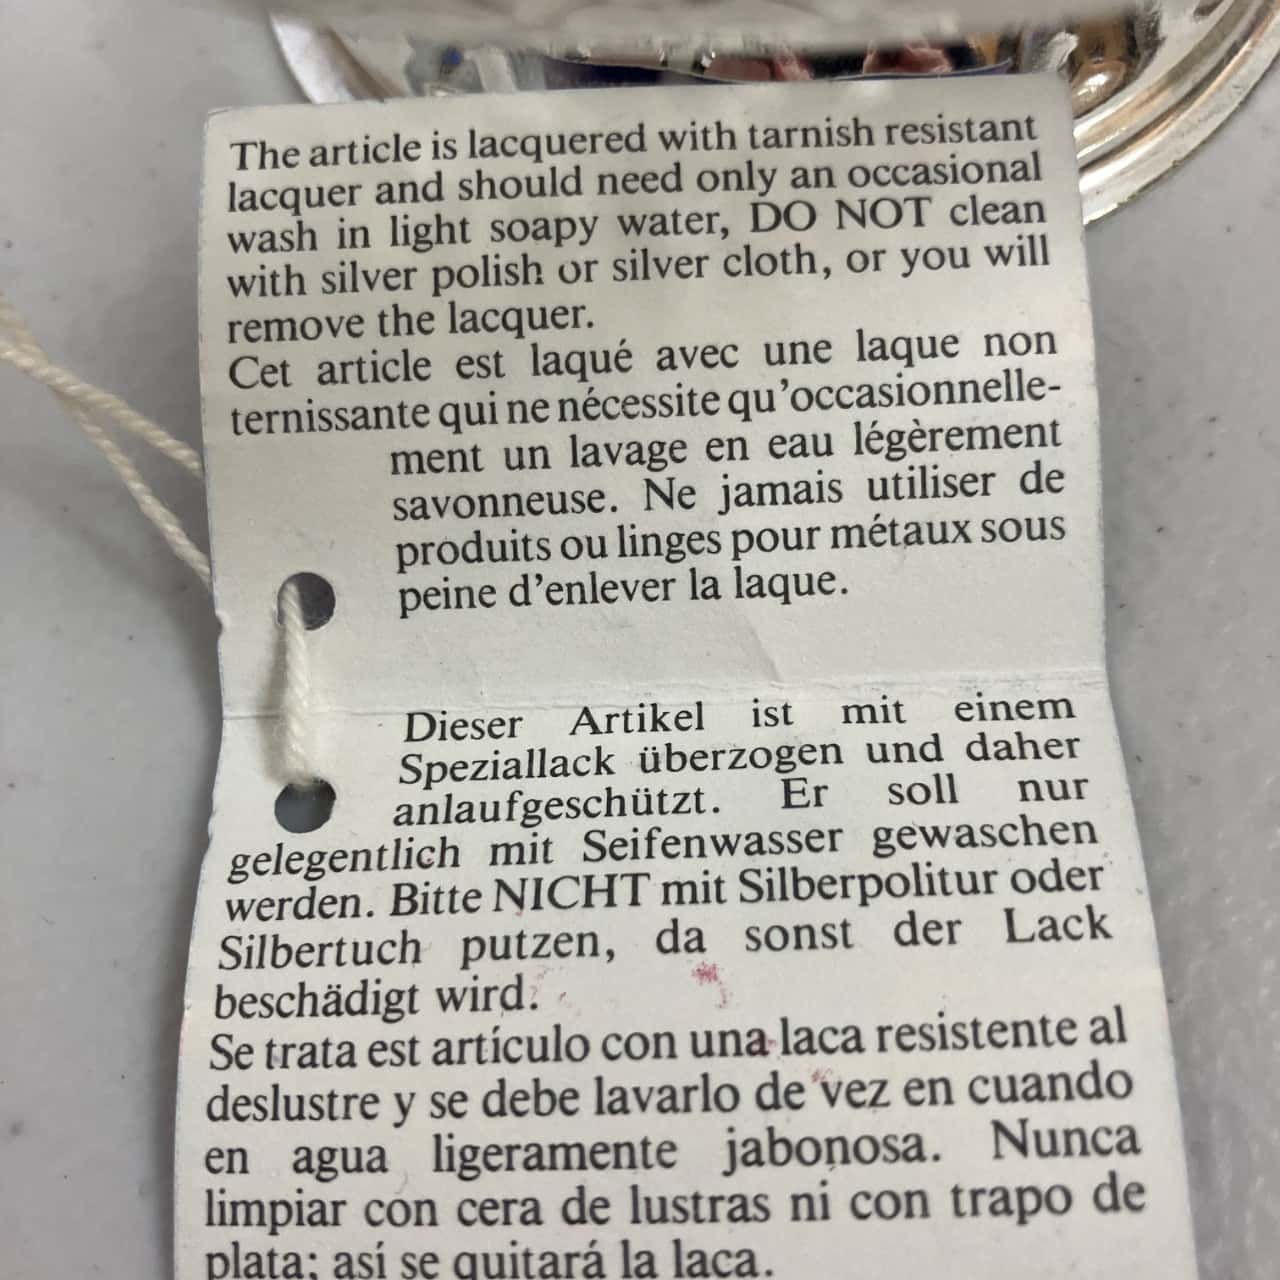 The article is lacquered with tarnish resistant
lacquer and should need only an occasional
wash in light soapy water, DO NOT clean
with silver polish or silver cloth, or you will
remove the lacquer.
Cet article est laqué avec une laque non
ternissante qui ne nécessite qu'occasionnelle-
ment un lavage en eau légèrement
savonneuse. Ne jamais utiliser de
produits ou linges pour métaux sous
peine d'enlever la laque.
Dieser Artikel ist mit einem
Speziallack überzogen und daher
anlaufgeschützt. Er soll nur
gelegentlich mit Seifenwasser gewaschen
werden. Bitte NICHT mit Silberpolitur oder
Silbertuch putzen, da sonst der Lack
beschädigt wird.
Se trata est artículo con una laca resistente al
deslustre y se debe lavarlo de vez en cuando
en agua ligeramente jabonosa. Nunca
limpiar con cera de lustras ni con trapo de
plata; así se quitará la laca.